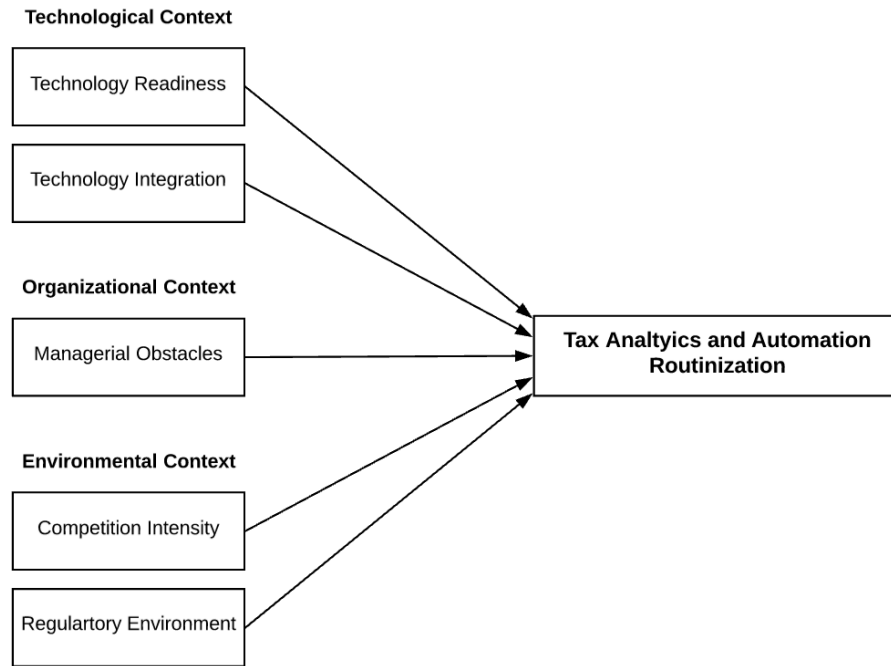 Technological Context
Technology Readiness
Technology Integration
Organizational Context
Managerial Obstacles
Tax Analtyics and Automation
Routinization
Environmental Context
Competition Intensity
Regulartory Environment